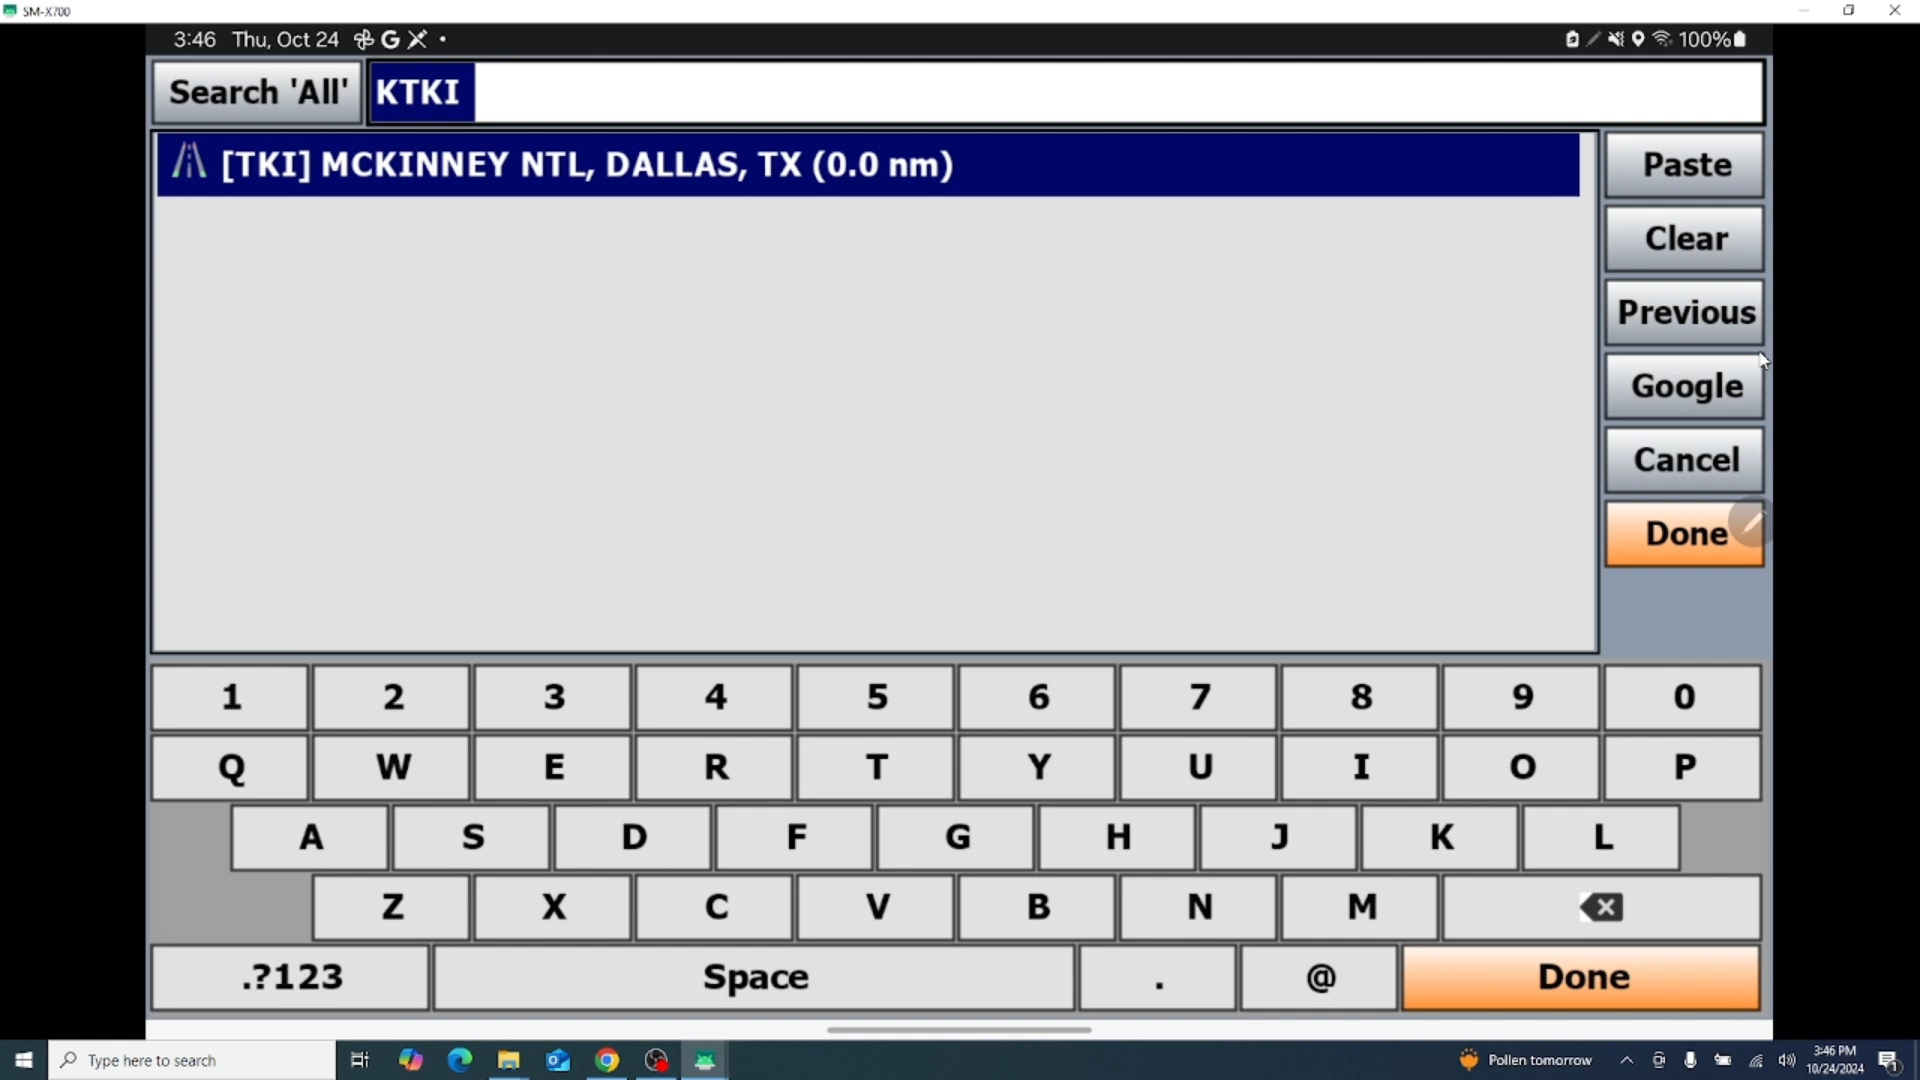 SM-X700
3:46 Thu, Oct 24 G 100%
Search 'All' KTKI
[TKI] MCKINNEY NTL, DALLAS, TX (0.0 nm)
Paste
Clear
Previous
Google
Cancel
Done
1 2 3 4 5 6 7 8 9 0
Q W E R T Y U I O P
A S D F G H J K L
Z X C V B N M
.?123 Space . @ Done
Type here to search Pollen tomorrow 3:46 PM
10/24/2024 1